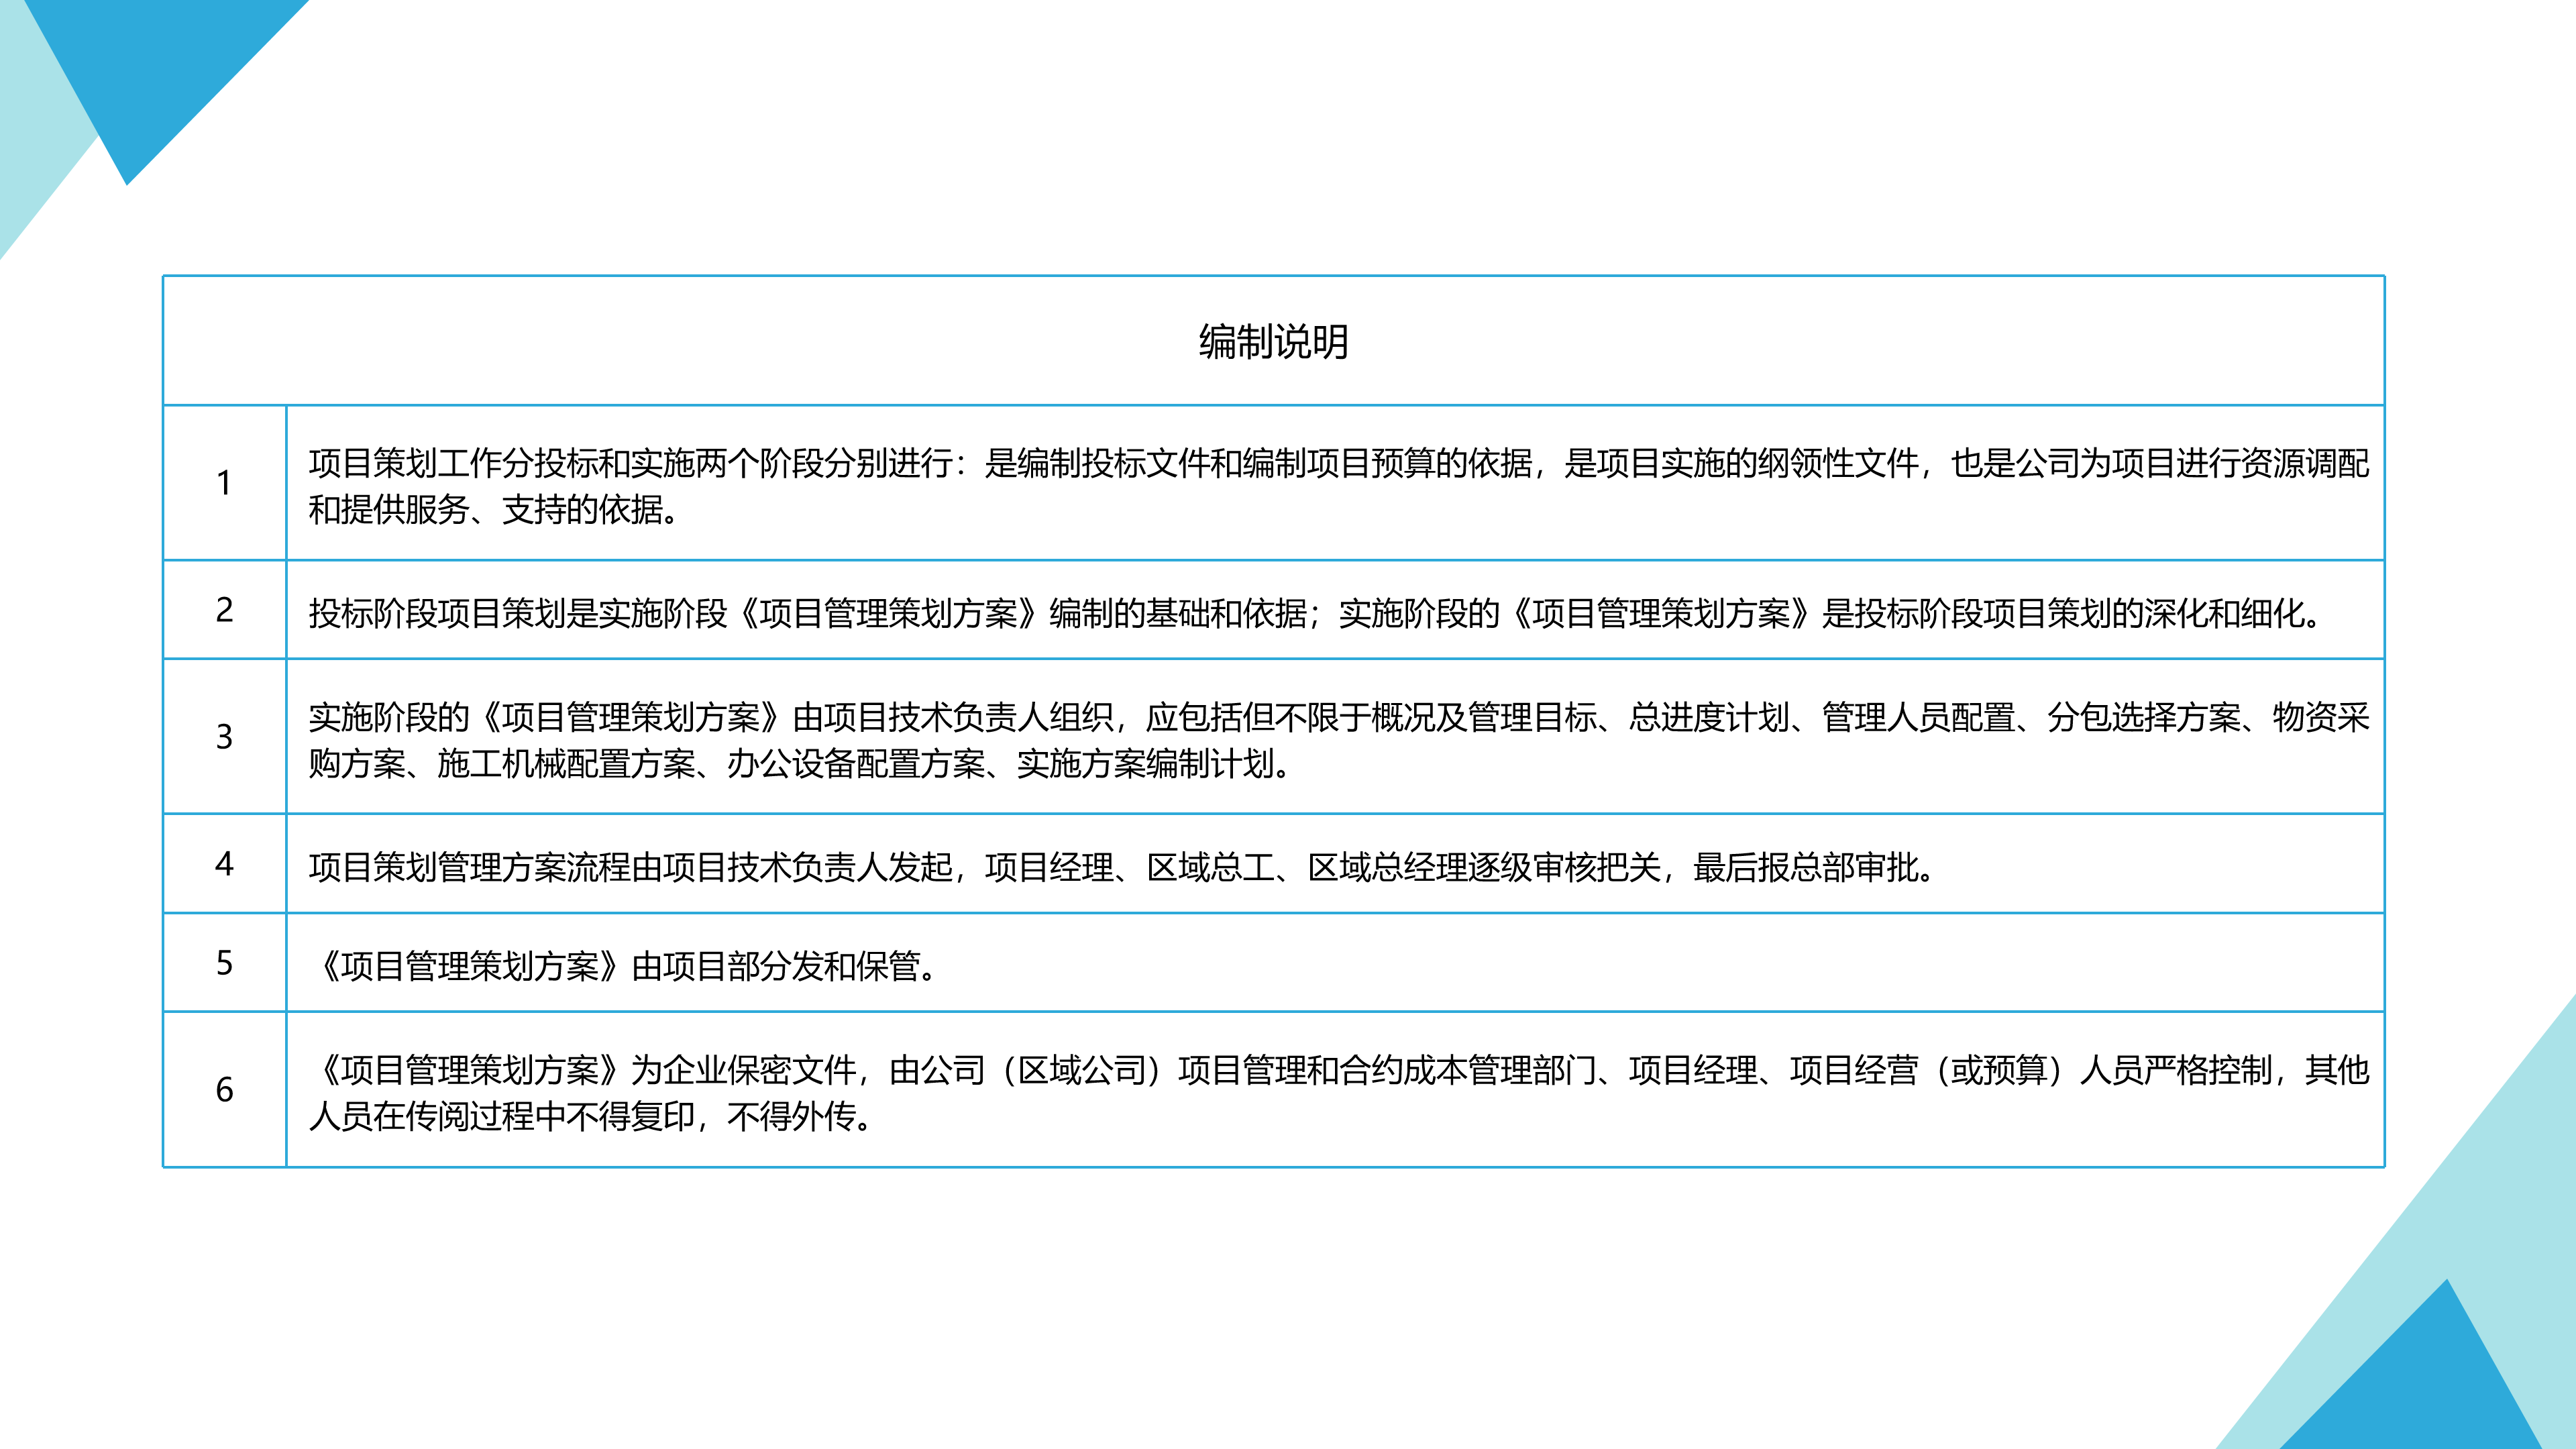 编制说明
1
项目策划工作分投标和实施两个阶段分别进行：是编制投标文件和编制项目预算的依据，是项目实施的纲领性文件，也是公司为项目进行资源调配
和提供服务、支持的依据。
2
投标阶段项目策划是实施阶段《项目管理策划方案》编制的基础和依据；实施阶段的《项目管理策划方案》是投标阶段项目策划的深化和细化。
3
实施阶段的《项目管理策划方案》由项目技术负责人组织，应包括但不限于概况及管理目标、总进度计划、管理人员配置、分包选择方案、物资采
购方案、施工机械配置方案、办公设备配置方案、实施方案编制计划。
4
项目策划管理方案流程由项目技术负责人发起，项目经理、区域总工、区域总经理逐级审核把关，最后报总部审批。
5
《项目管理策划方案》由项目部分发和保管。
6
《项目管理策划方案》为企业保密文件，由公司（区域公司）项目管理和合约成本管理部门、项目经理、项目经营（或预算）人员严格控制，其他
人员在传阅过程中不得复印，不得外传。